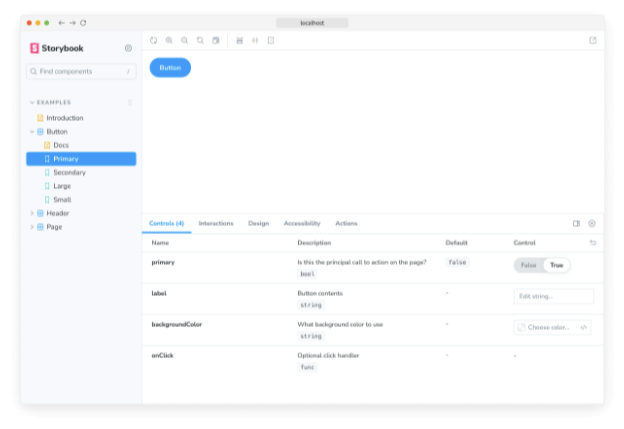 localhost
Storybook
Find components
/
EXAMPLES
Introduction
Button
Docs
Primary
Secondary
Large
Small
Header
Page
Button
Controls (4) Interactions Design Accessibility Actions
Name Description Default Control
primary Is this the principal call to action on the page? false False True
bool
label Button contents - Edit string...
string
backgroundColor What background color to use - Choose color...
string
onClick Optional click handler - -
func